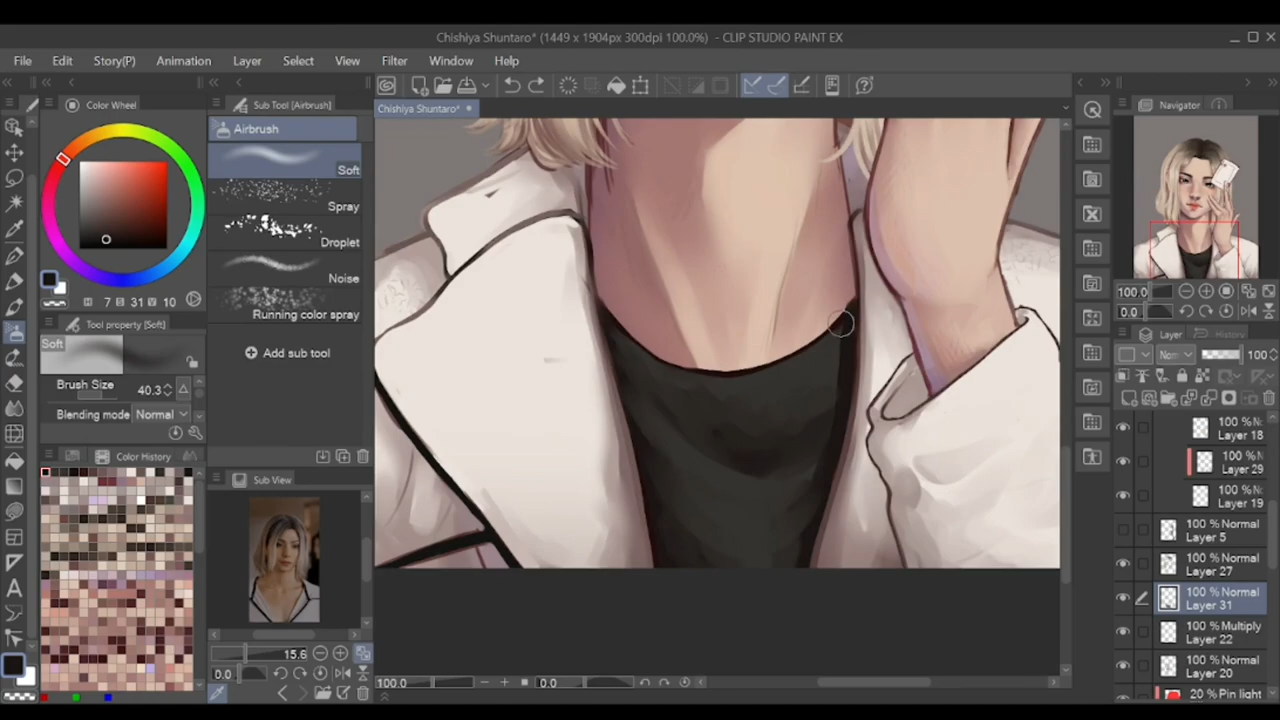 Chishiya Shuntaro* (1449 x 1904px 300dpi 100.0%) - CLIP STUDIO PAINT EX
File Edit Story(P) Animation Layer Select View Filter Window Help
Color Wheel
Sub Tool [Airbrush]
Chishiya Shuntaro*
Navigator
Airbrush
Soft
Spray
Droplet
Noise
Running color spray
Add sub tool
H 7 S 31 V 10
Tool property [Soft]
Soft
Brush Size 40.3
Blending mode Normal
Color History
Sub View
15.6
0.0
100.0
0.0
100.0
0.0
Layer
History
Nor
100
Layer 18
Layer 29
Layer 19
100 % Normal
Layer 5
100 % Normal
Layer 27
100 % Normal
Layer 31
100 % Multiply
Layer 22
100 % Normal
Layer 20
20 % Pin light